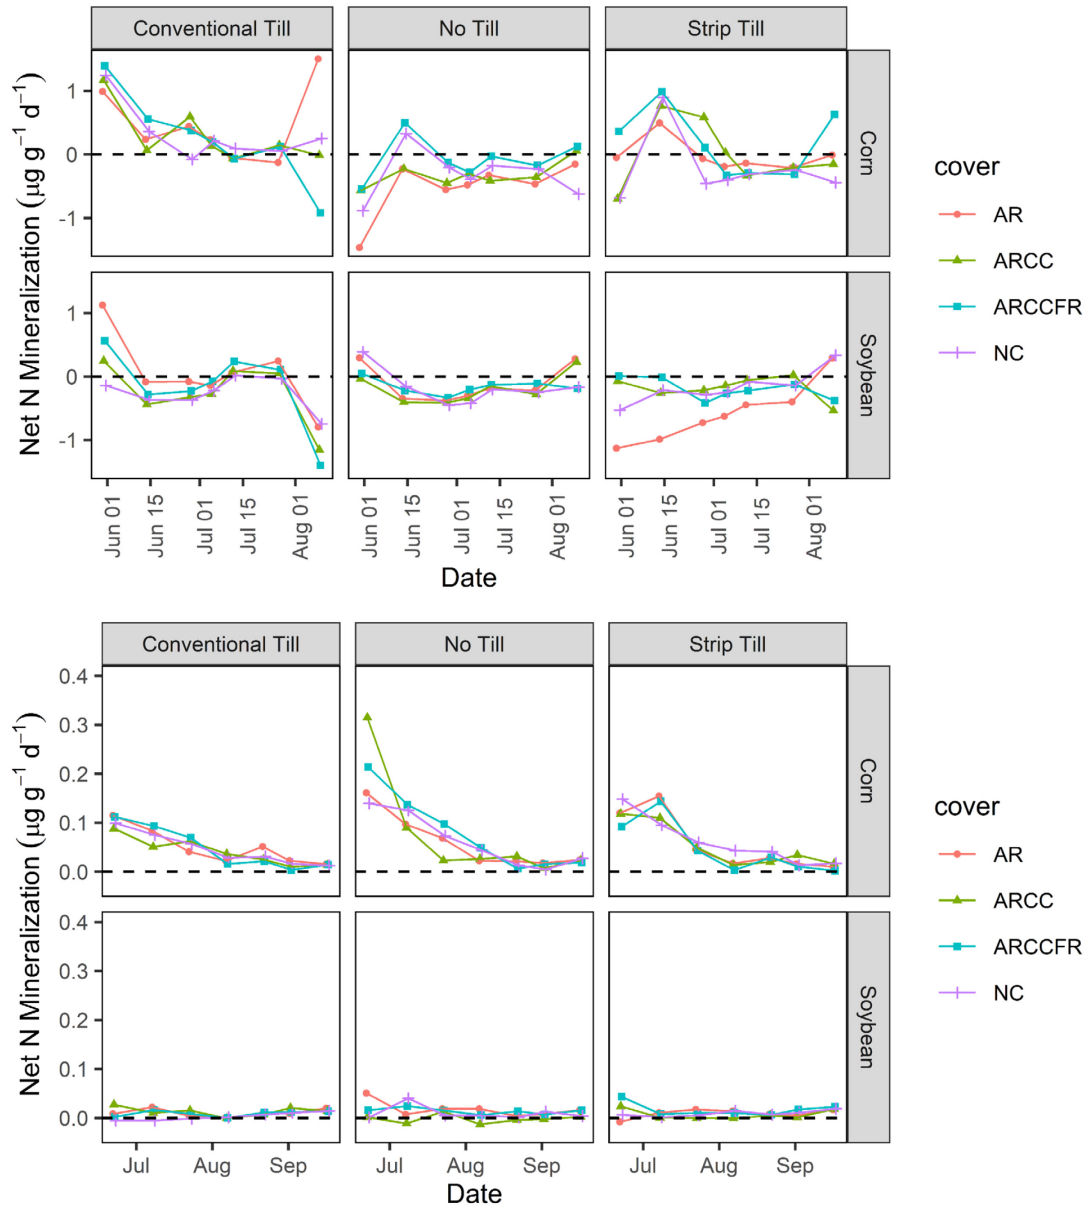 Conventional Till
No Till
Strip Till
Net N Mineralization (μg g−1 d−1)
1
0
-1
Corn
1
0
-1
Soybean
Jun 01
Jun 15
Jul 01
Jul 15
Aug 01
Jun 01
Jun 15
Jul 01
Jul 15
Aug 01
Jun 01
Jun 15
Jul 01
Jul 15
Aug 01
Date
cover
AR
ARCC
ARCCFR
NC
Conventional Till
No Till
Strip Till
Net N Mineralization (μg g−1 d−1)
0.4
0.3
0.2
0.1
0.0
Corn
0.4
0.3
0.2
0.1
0.0
Soybean
Jul
Aug
Sep
Jul
Aug
Sep
Jul
Aug
Sep
Date
cover
AR
ARCC
ARCCFR
NC